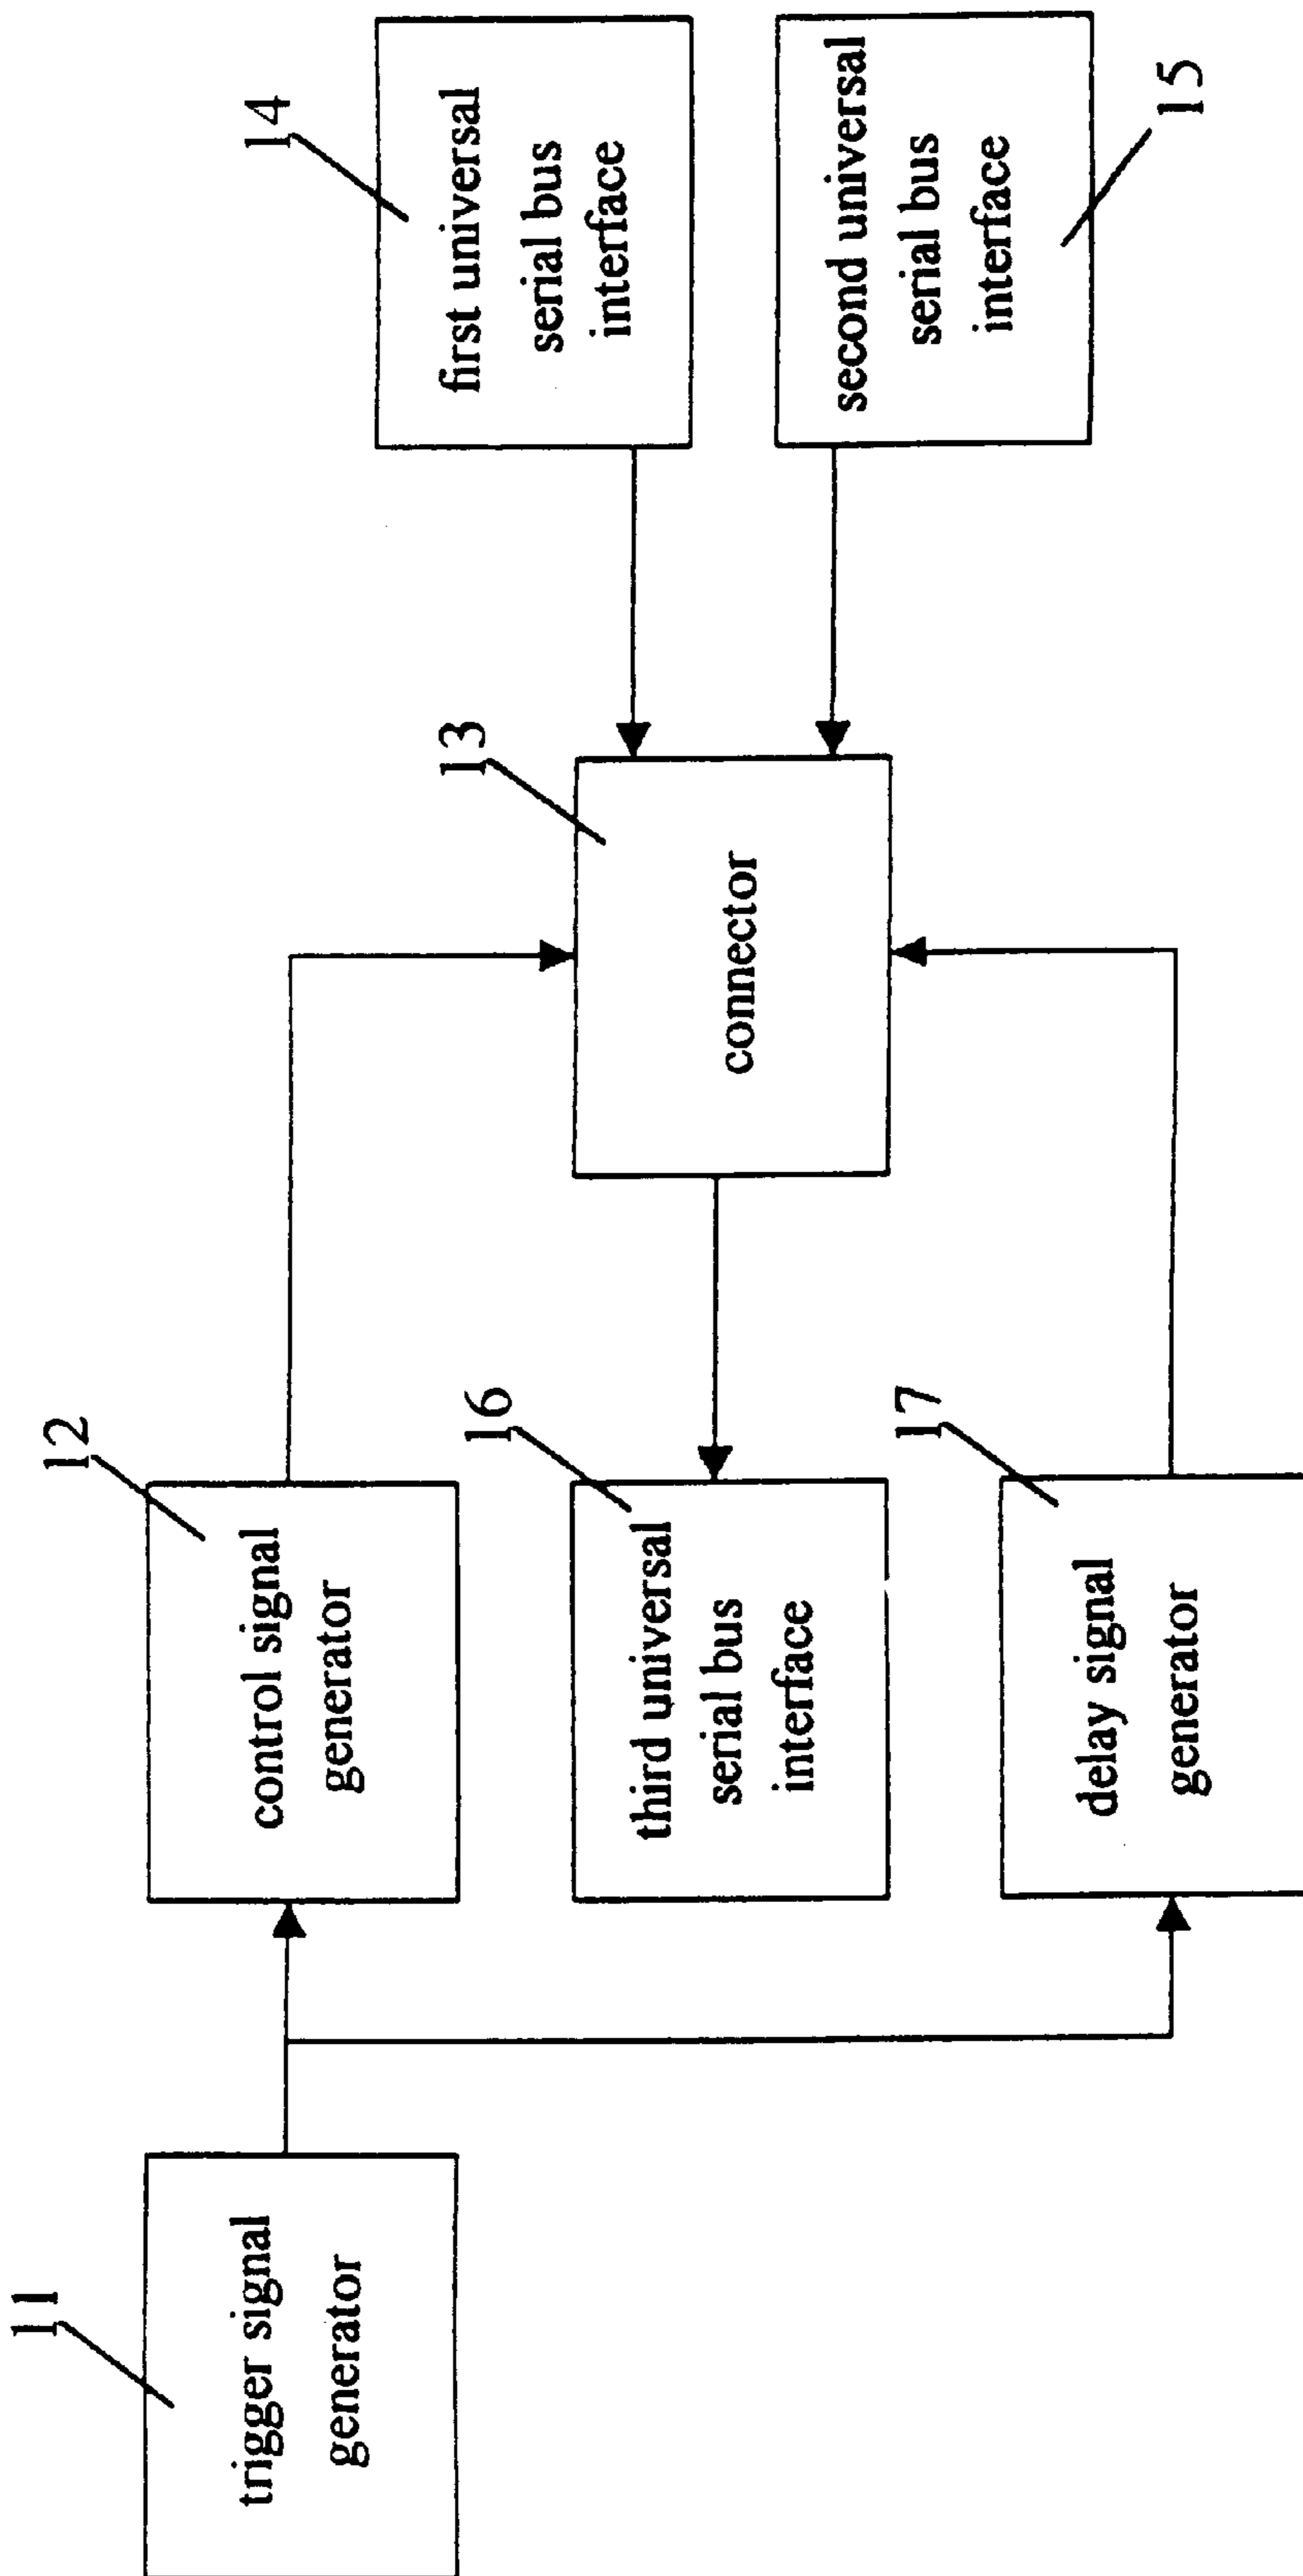 11
trigger signal
generator
12
control signal
generator
16
third universal
serial bus
interface
17
delay signal
generator
13
connector
14
first universal
serial bus
interface
second universal
serial bus
interface
15